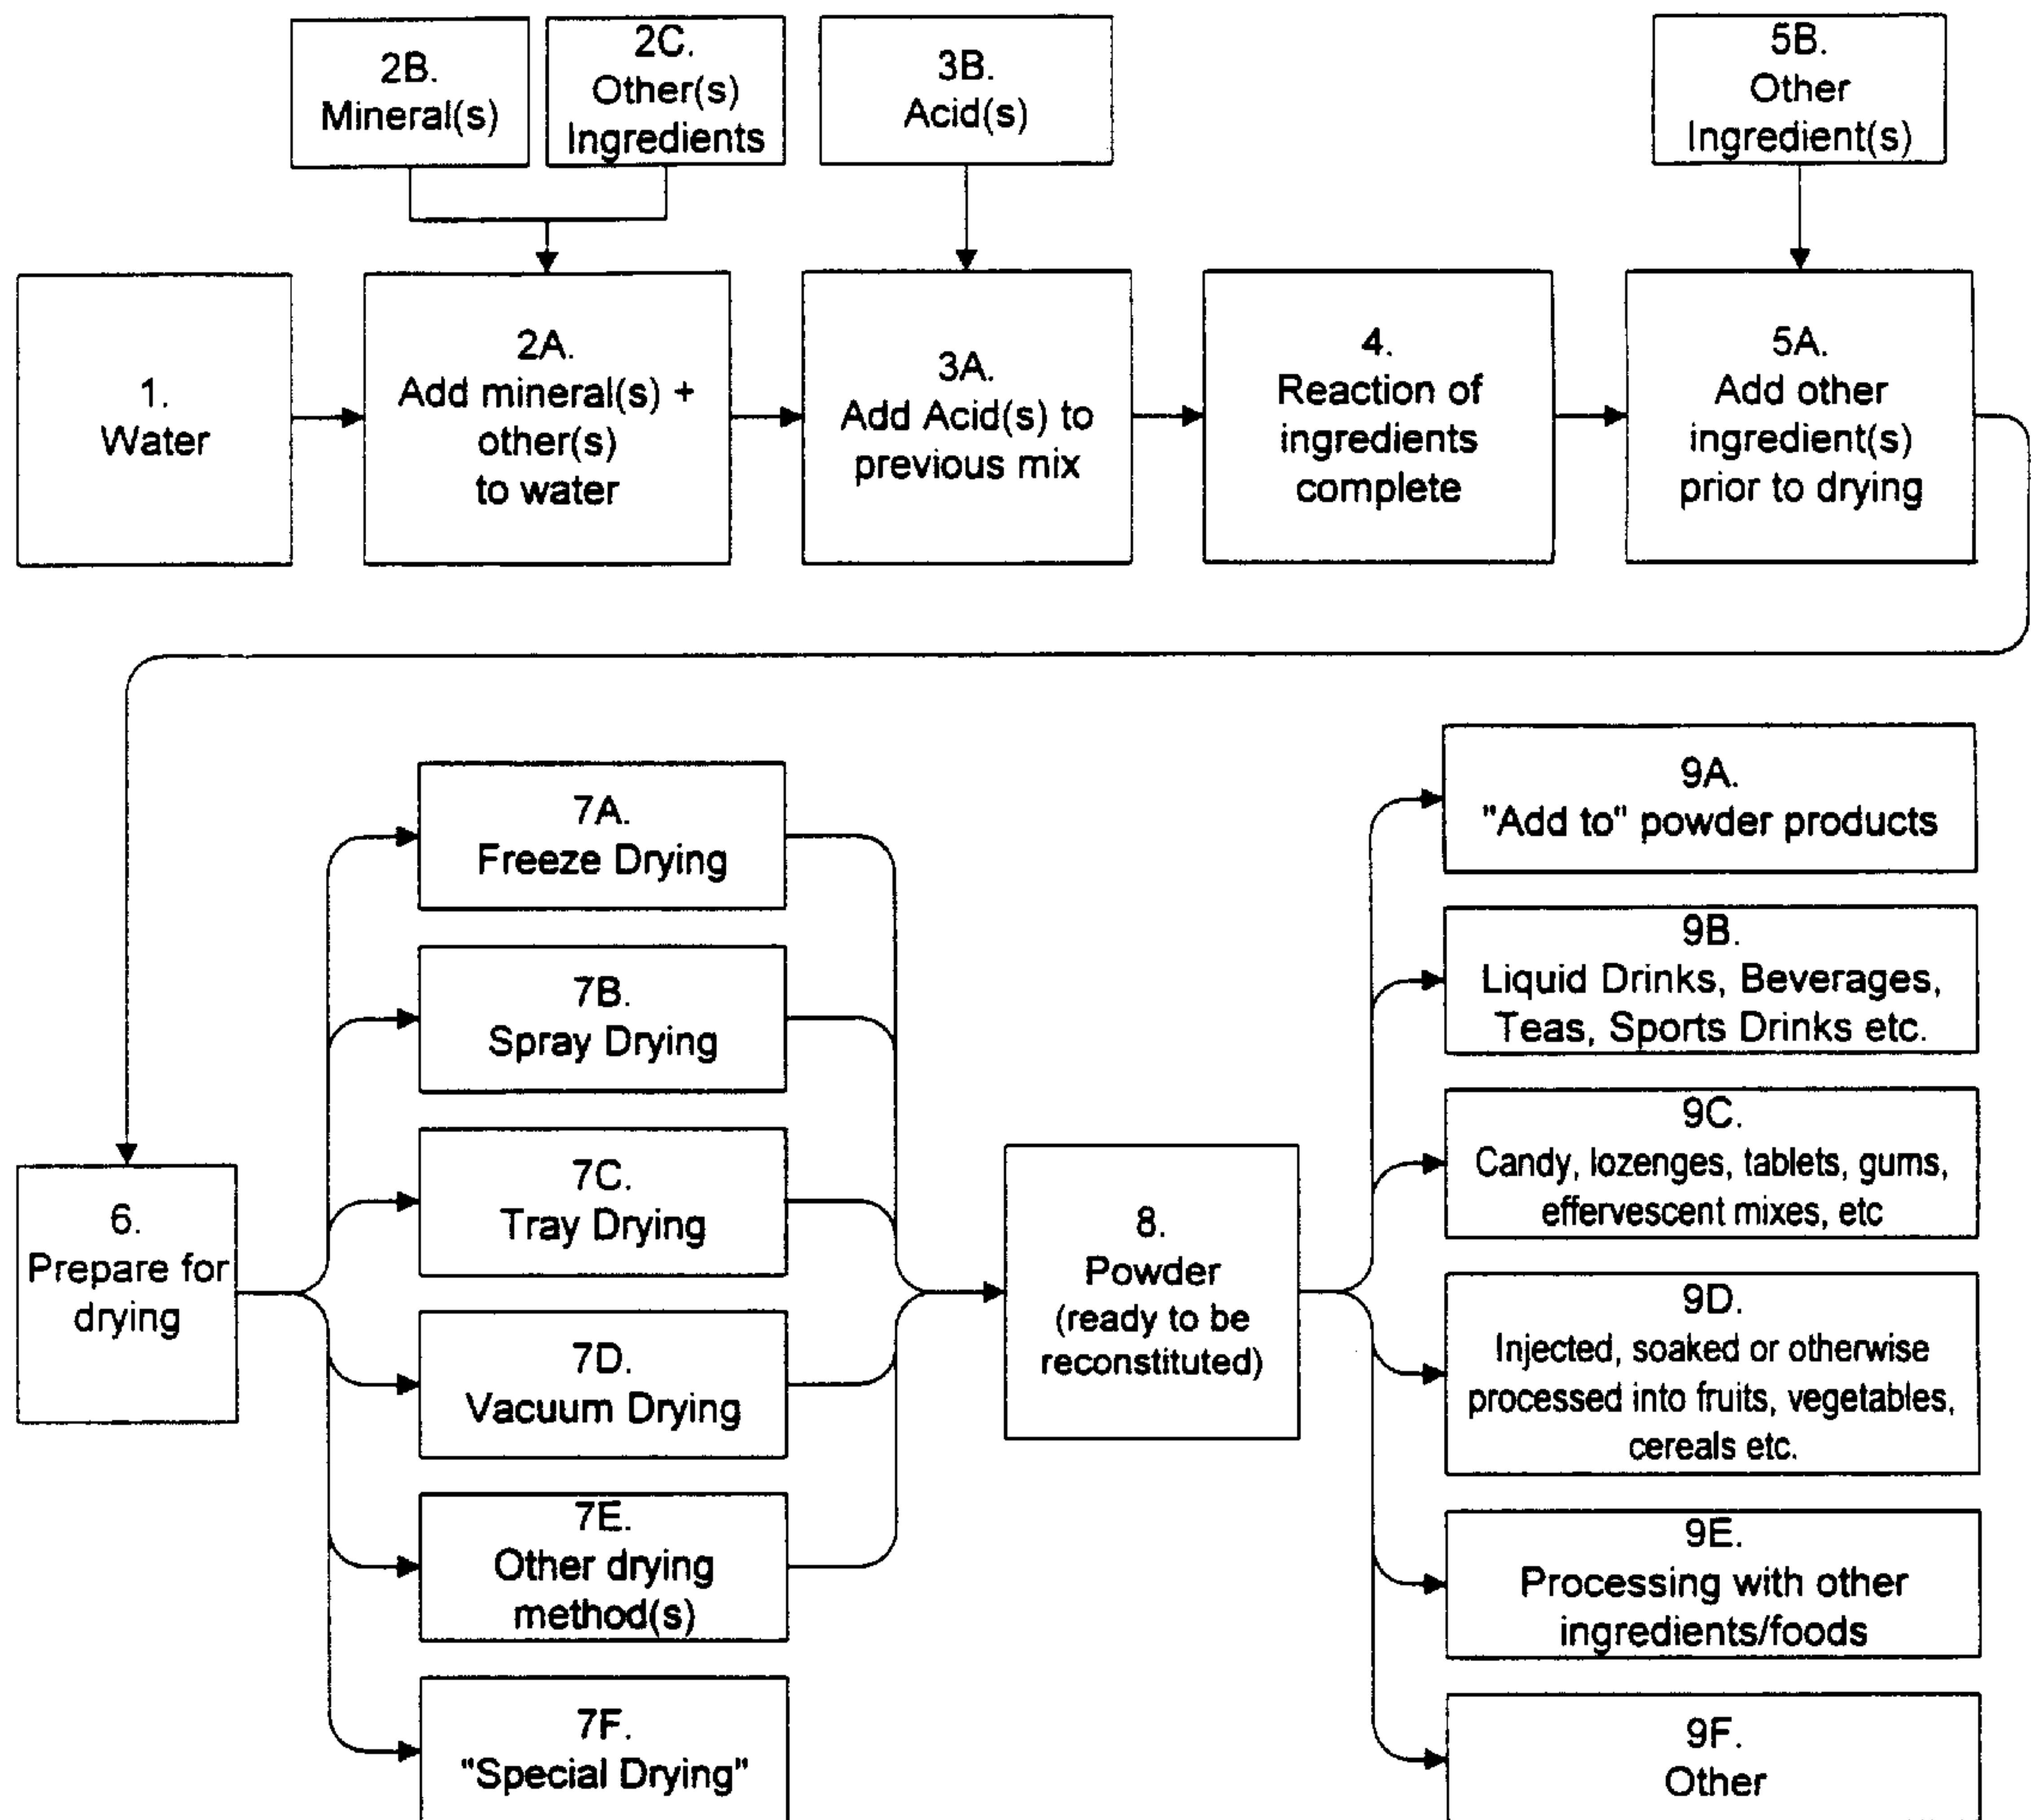 2B.
Mineral(s)
2C.
Other(s)
Ingredients
3B.
Acid(s)
5B.
Other
Ingredient(s)
1.
Water
2A.
Add mineral(s) +
other(s)
to water
3A.
Add Acid(s) to
previous mix
4.
Reaction of
ingredients
complete
5A.
Add other
ingredient(s)
prior to drying
6.
Prepare for
drying
7A.
Freeze Drying
7B.
Spray Drying
7C.
Tray Drying
7D.
Vacuum Drying
7E.
Other drying
method(s)
7F.
"Special Drying"
8.
Powder
(ready to be
reconstituted)
9A.
"Add to" powder products
9B.
Liquid Drinks, Beverages,
Teas, Sports Drinks etc.
9C.
Candy, lozenges, tablets, gums,
effervescent mixes, etc
9D.
Injected, soaked or otherwise
processed into fruits, vegetables,
cereals etc.
9E.
Processing with other
ingredients/foods
9F.
Other